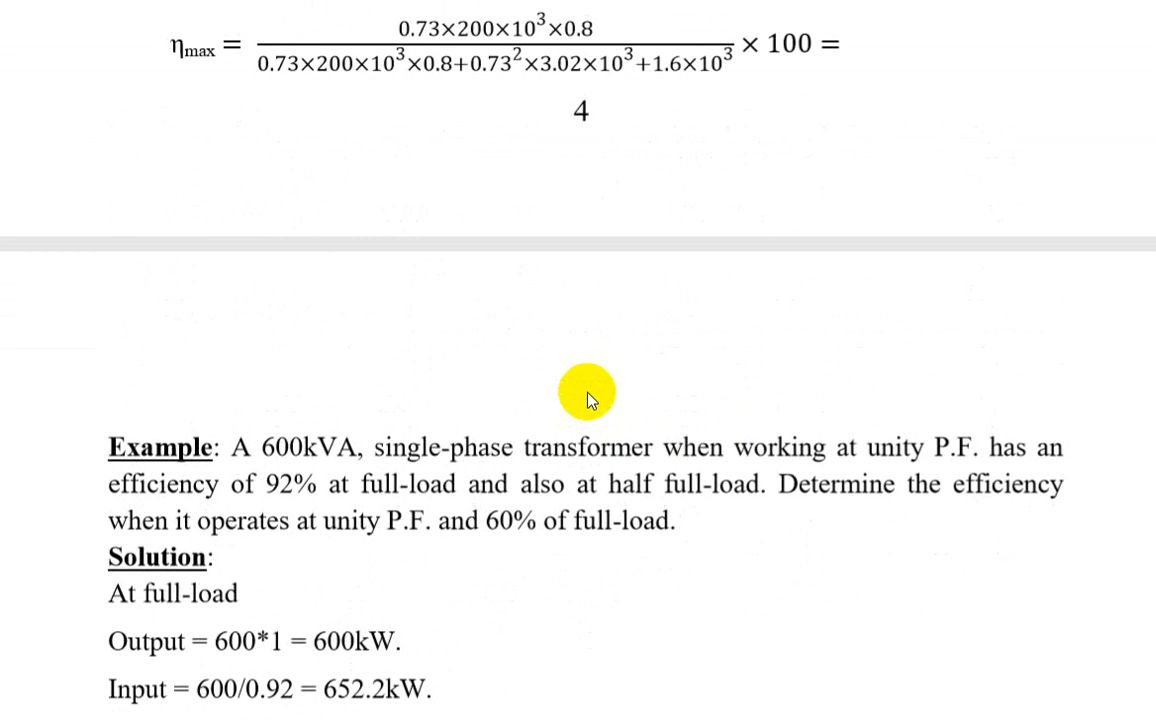 ηmax = 0.73×200×10³×0.8 / 0.73×200×10³×0.8+0.73²×3.02×10³+1.6×10³ × 100 =
4
Example: A 600kVA, single-phase transformer when working at unity P.F. has an
efficiency of 92% at full-load and also at half full-load. Determine the efficiency
when it operates at unity P.F. and 60% of full-load.
Solution:
At full-load
Output = 600*1 = 600kW.
Input = 600/0.92 = 652.2kW.